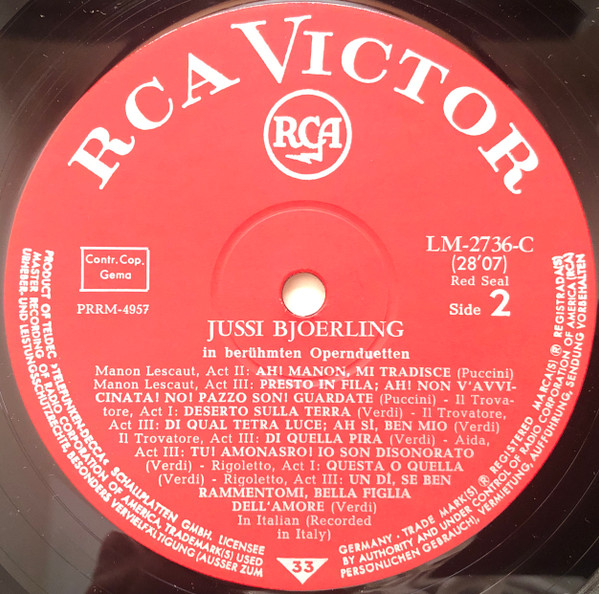 RCA VICTOR
RCA
Contr. Cop.
Gema
PRRM-4957
LM-2736-C
(28'07)
Red Seal
Side 2
JUSSI BJOERLING
in berühmten Opernduetten
Manon Lescaut, Act II: AH! MANON, MI TRADISCE (Puccini)
Manon Lescaut, Act III: PRESTO IN FILA; AH! NON V'AVVI-
CINATA! NO! PAZZO SON! GUARDATE (Puccini) - Il Trova-
tore, Act I: DESERTO SULLA TERRA (Verdi) - Il Trovatore,
Act III: DI QUAL TETRA LUCE; AH SI, BEN MIO (Verdi)
Il Trovatore, Act III: DI QUELLA PIRA (Verdi) - Aida,
Act III: TU! AMONASRO! IO SON DISONORATO
(Verdi) - Rigoletto, Act I: QUESTA O QUELLA
(Verdi) - Rigoletto, Act III: UN DÌ, SE BEN
RAMMENTOMI, BELLA FIGLIA
DELL'AMORE (Verdi)
In Italian (Recorded
in Italy)
33
PRODUCT OF TELDEC »TELEFUNKEN-DECCA« SCHALLPLATTEN GMBH. LICENSEE
MASTER RECORDING OF RADIO CORPORATION OF AMERICA. TRADEMARK(S) USED
URHEBER- UND LEISTUNGSSCHUTZRECHTE, BESONDERS VERVIELFÄLTIGUNG (AUSSER ZUM
GERMANY · TRADE MARK(S) ® REGISTERED · MARCA(S) ® REGISTRADA(S)
BY AUTHORITY AND UNDER CONTROL OF RADIO CORPORATION OF AMERICA (RCA)
PERSÖNLICHEN GEBRAUCH), VERMIETUNG, AUFFÜHRUNG, SENDUNG VORBEHALTEN